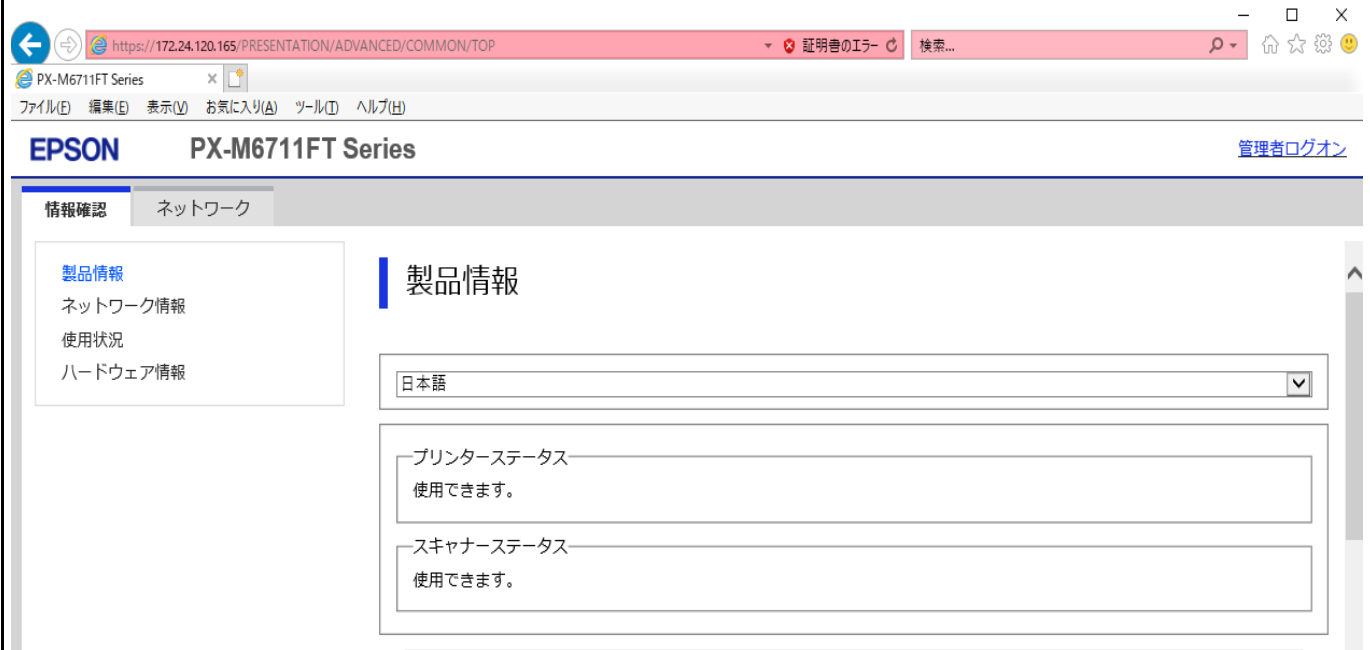 https://172.24.120.165/PRESENTATION/ADVANCED/COMMON/TOP
証明書のエラー
検索...
PX-M6711FT Series
ファイル(F) 編集(E) 表示(V) お気に入り(A) ツール(T) ヘルプ(H)
EPSON PX-M6711FT Series
管理者ログオン
情報確認 ネットワーク
製品情報
ネットワーク情報
使用状況
ハードウェア情報
製品情報
日本語
プリンターステータス
使用できます。
スキャナーステータス
使用できます。